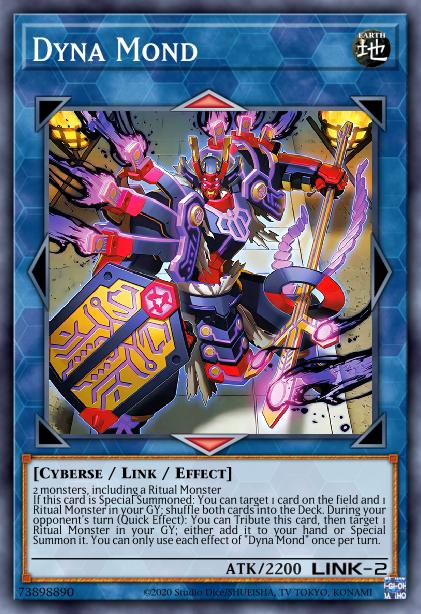 Dyna Mond
EARTH
地
[Cyberse / Link / Effect]
2 monsters, including a Ritual Monster
If this card is Special Summoned: You can target 1 card on the field and 1
Ritual Monster in your GY; shuffle both cards into the Deck. During your
opponent's turn (Quick Effect): You can Tribute this card, then target 1
Ritual Monster in your GY; either add it to your hand or Special
Summon it. You can only use each effect of "Dyna Mond" once per turn.
ATK/2200 LINK-2
73898890 ©2020 Studio Dice/SHUEISHA, TV TOKYO, KONAMI